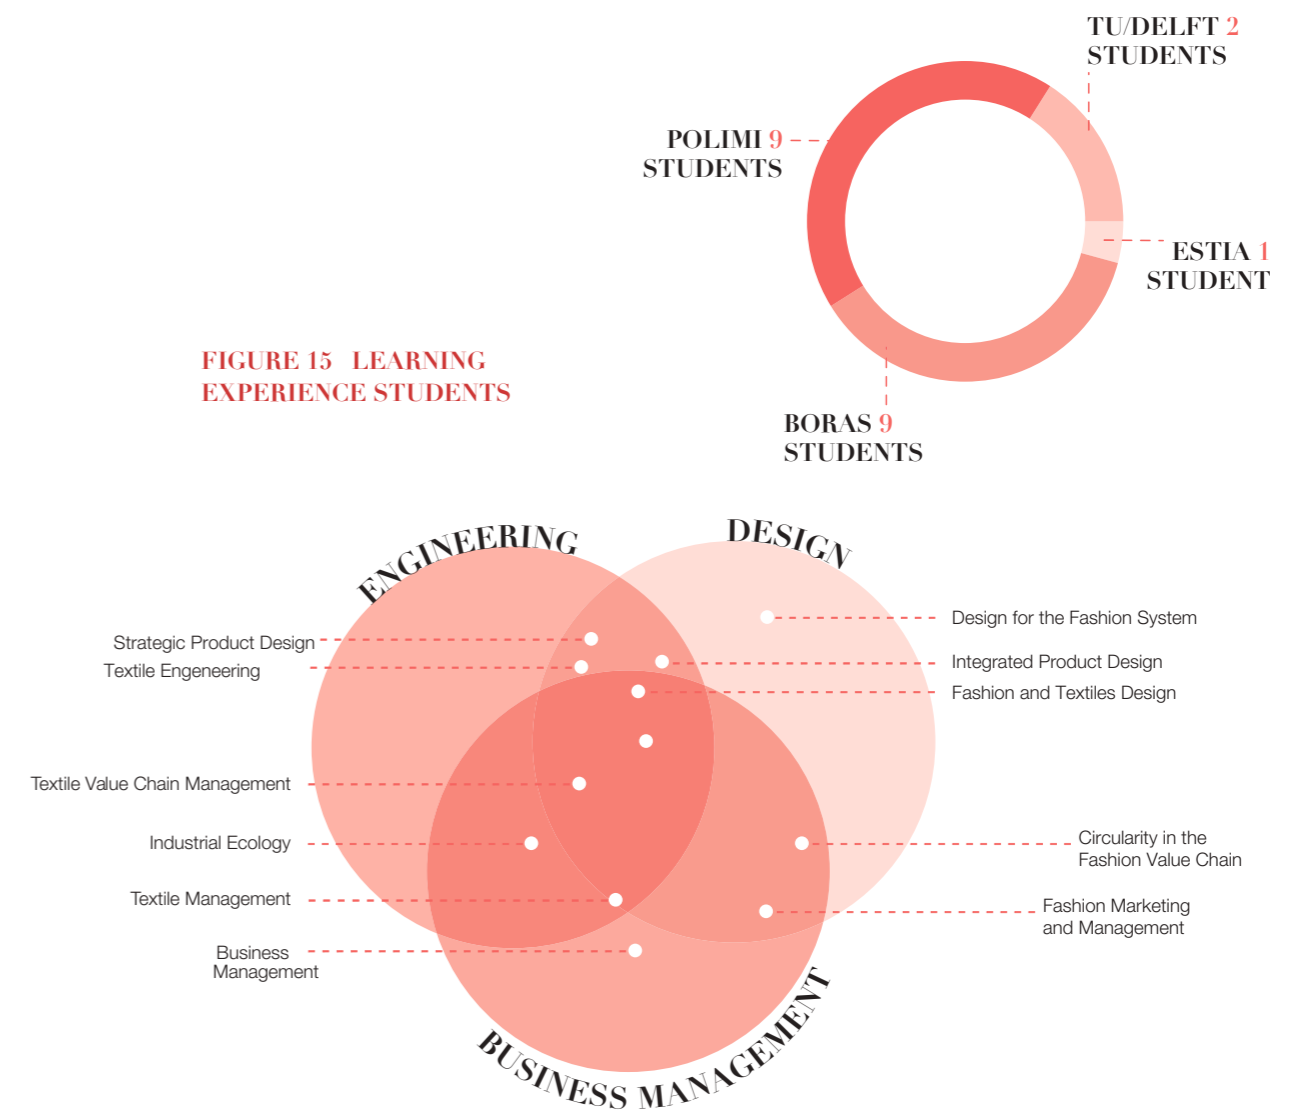 TU/DELFT 2
STUDENTS
POLIMI 9
STUDENTS
ESTIA 1
STUDENT
FIGURE 15 LEARNING
EXPERIENCE STUDENTS
BORAS 9
STUDENTS
ENGINEERING
DESIGN
Strategic Product Design
Textile Engeneering
Design for the Fashion System
Integrated Product Design
Fashion and Textiles Design
Textile Value Chain Management
Industrial Ecology
Textile Management
Business
Management
Circularity in the
Fashion Value Chain
Fashion Marketing
and Management
BUSINESS MANAGEMENT